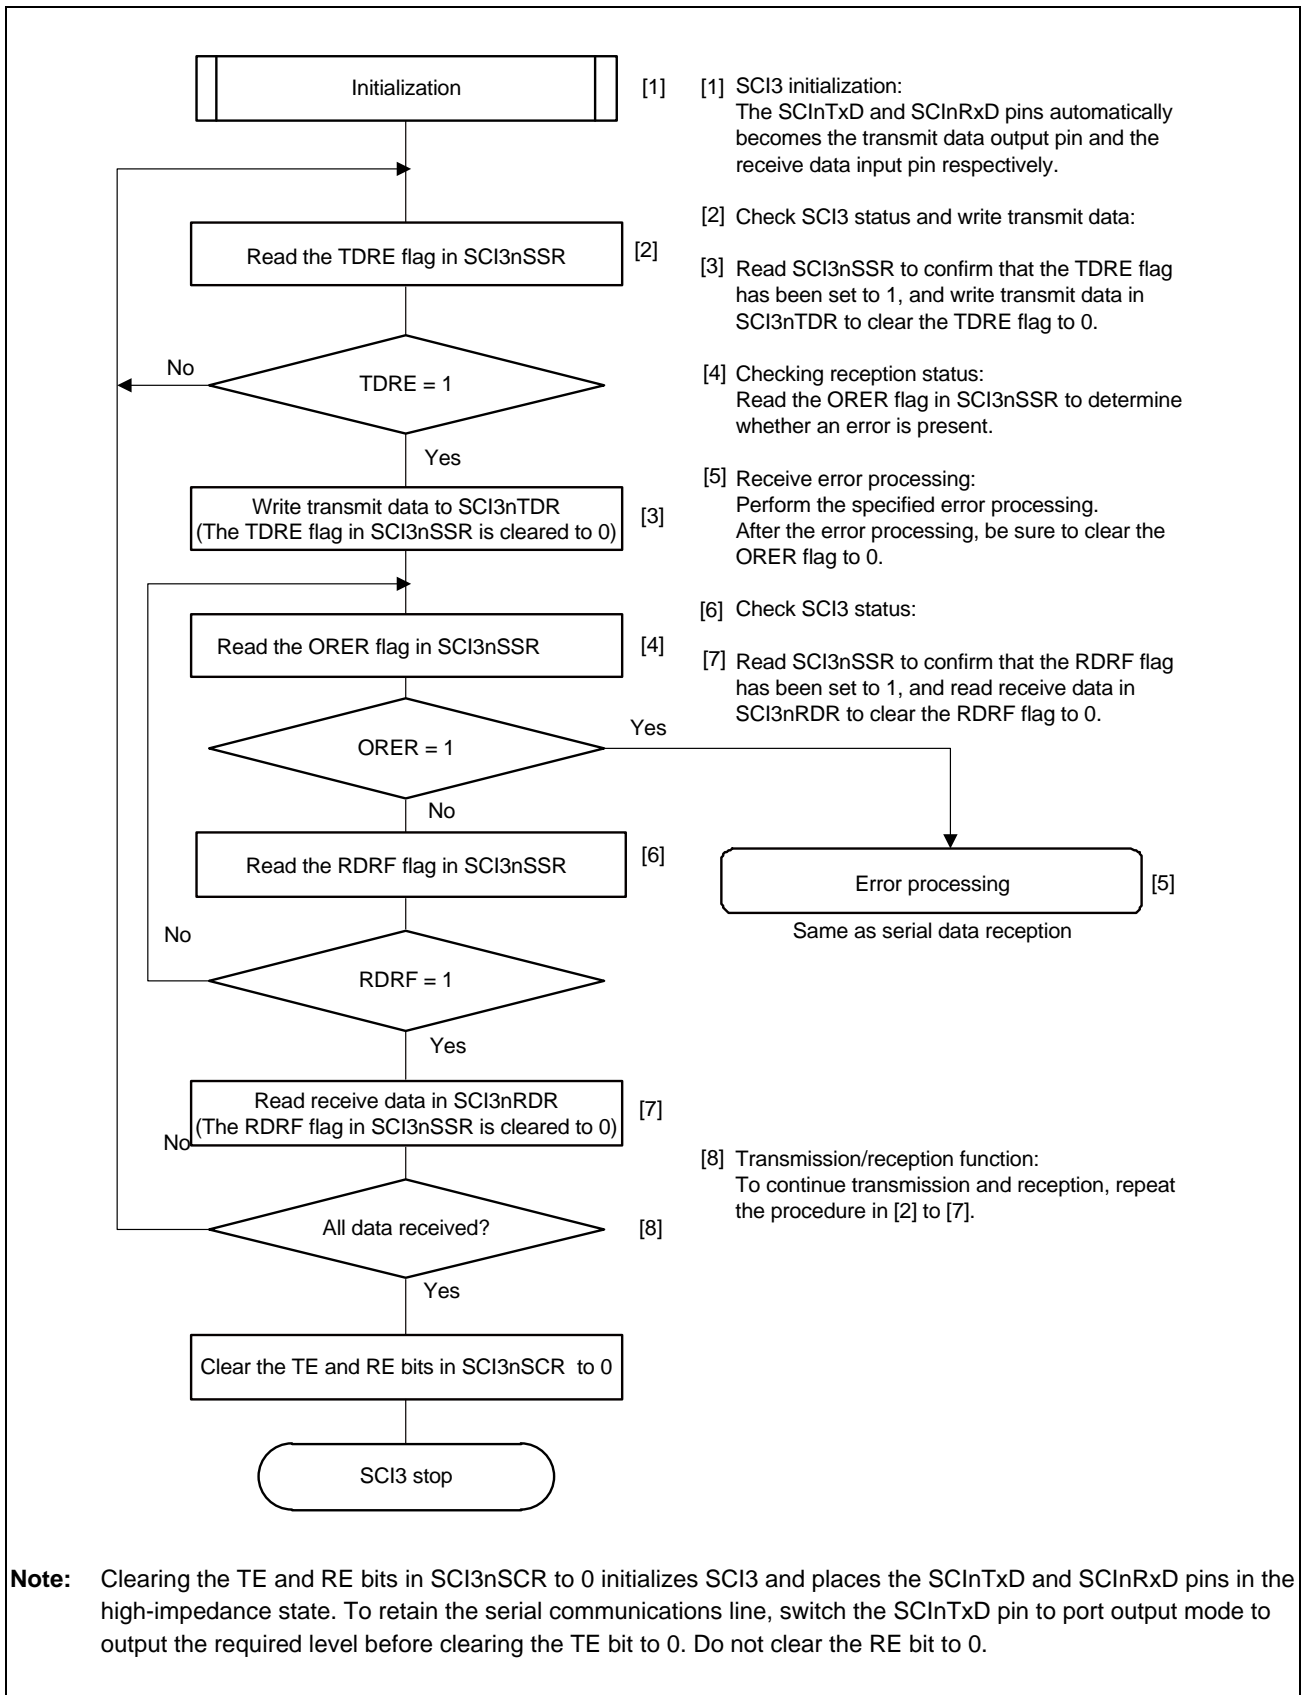 Initialization
[1]
[1] SCI3 initialization:
The SCInTxD and SCInRxD pins automatically
becomes the transmit data output pin and the
receive data input pin respectively.
[2] Check SCI3 status and write transmit data:
Read the TDRE flag in SCI3nSSR
[2]
[3] Read SCI3nSSR to confirm that the TDRE flag
has been set to 1, and write transmit data in
SCI3nTDR to clear the TDRE flag to 0.
No
TDRE = 1
[4] Checking reception status:
Read the ORER flag in SCI3nSSR to determine
whether an error is present.
Yes
[5] Receive error processing:
Perform the specified error processing.
After the error processing, be sure to clear the
ORER flag to 0.
Write transmit data to SCI3nTDR
(The TDRE flag in SCI3nSSR is cleared to 0)
[3]
[6] Check SCI3 status:
Read the ORER flag in SCI3nSSR
[4]
[7] Read SCI3nSSR to confirm that the RDRF flag
has been set to 1, and read receive data in
SCI3nRDR to clear the RDRF flag to 0.
Yes
ORER = 1
No
Read the RDRF flag in SCI3nSSR
[6]
Error processing
[5]
Same as serial data reception
No
RDRF = 1
Yes
Read receive data in SCI3nRDR
(The RDRF flag in SCI3nSSR is cleared to 0)
[7]
No
[8] Transmission/reception function:
To continue transmission and reception, repeat
the procedure in [2] to [7].
All data received?
[8]
Yes
Clear the TE and RE bits in SCI3nSCR to 0
SCI3 stop
Note: Clearing the TE and RE bits in SCI3nSCR to 0 initializes SCI3 and places the SCInTxD and SCInRxD pins in the
high-impedance state. To retain the serial communications line, switch the SCInTxD pin to port output mode to
output the required level before clearing the TE bit to 0. Do not clear the RE bit to 0.